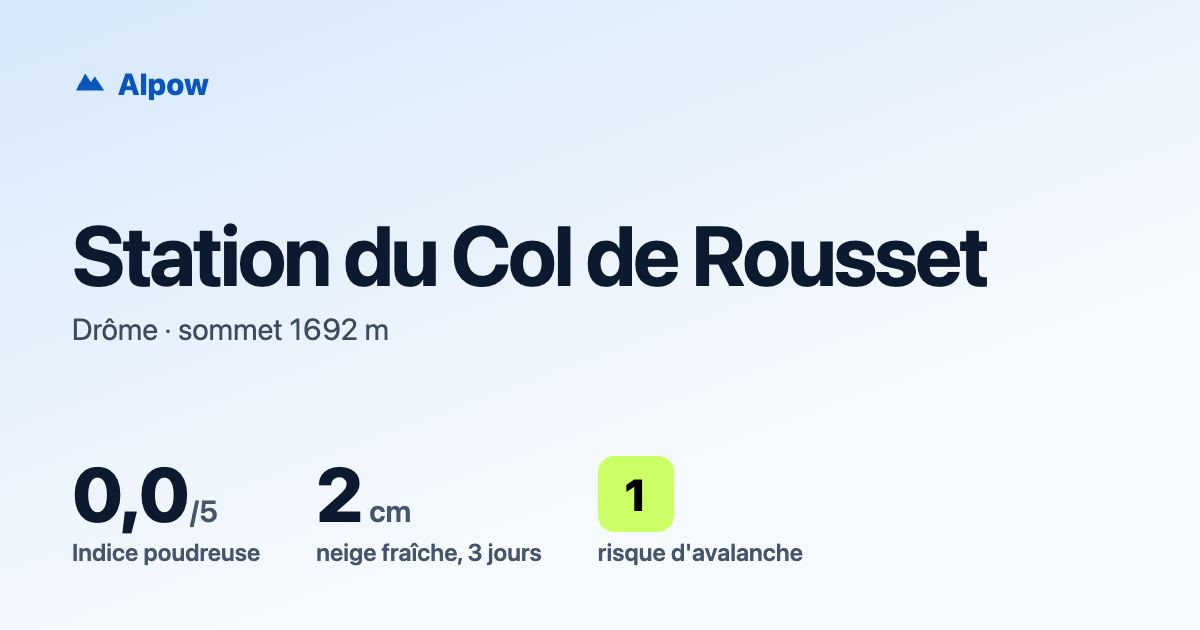 Alpow
Station du Col de Rousset
Drôme · sommet 1692 m
0,0/5
Indice poudreuse
2 cm
neige fraîche, 3 jours
1
risque d'avalanche